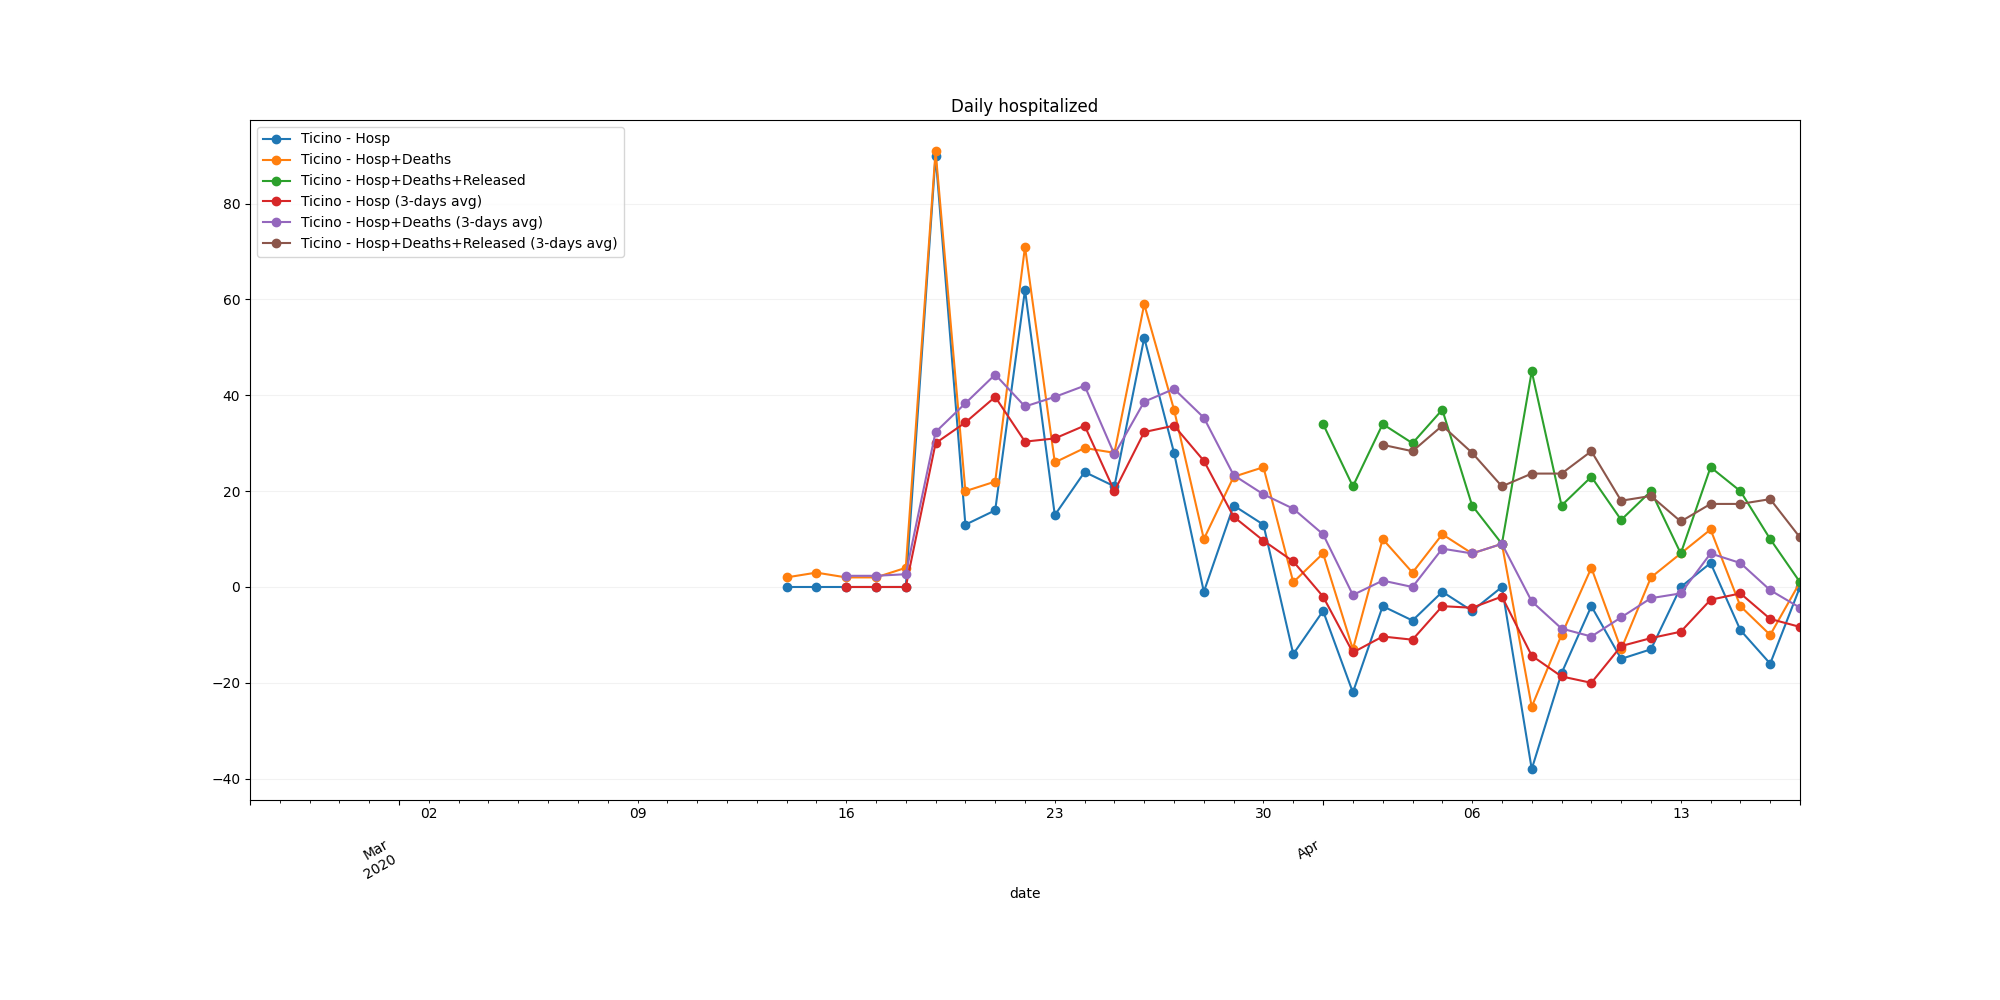 Daily hospitalized
Ticino - Hosp
Ticino - Hosp+Deaths
Ticino - Hosp+Deaths+Released
Ticino - Hosp (3-days avg)
Ticino - Hosp+Deaths (3-days avg)
Ticino - Hosp+Deaths+Released (3-days avg)
80
60
40
20
0
−20
−40
02 09 16 23 30 06 13
Mar
2020
Apr
date